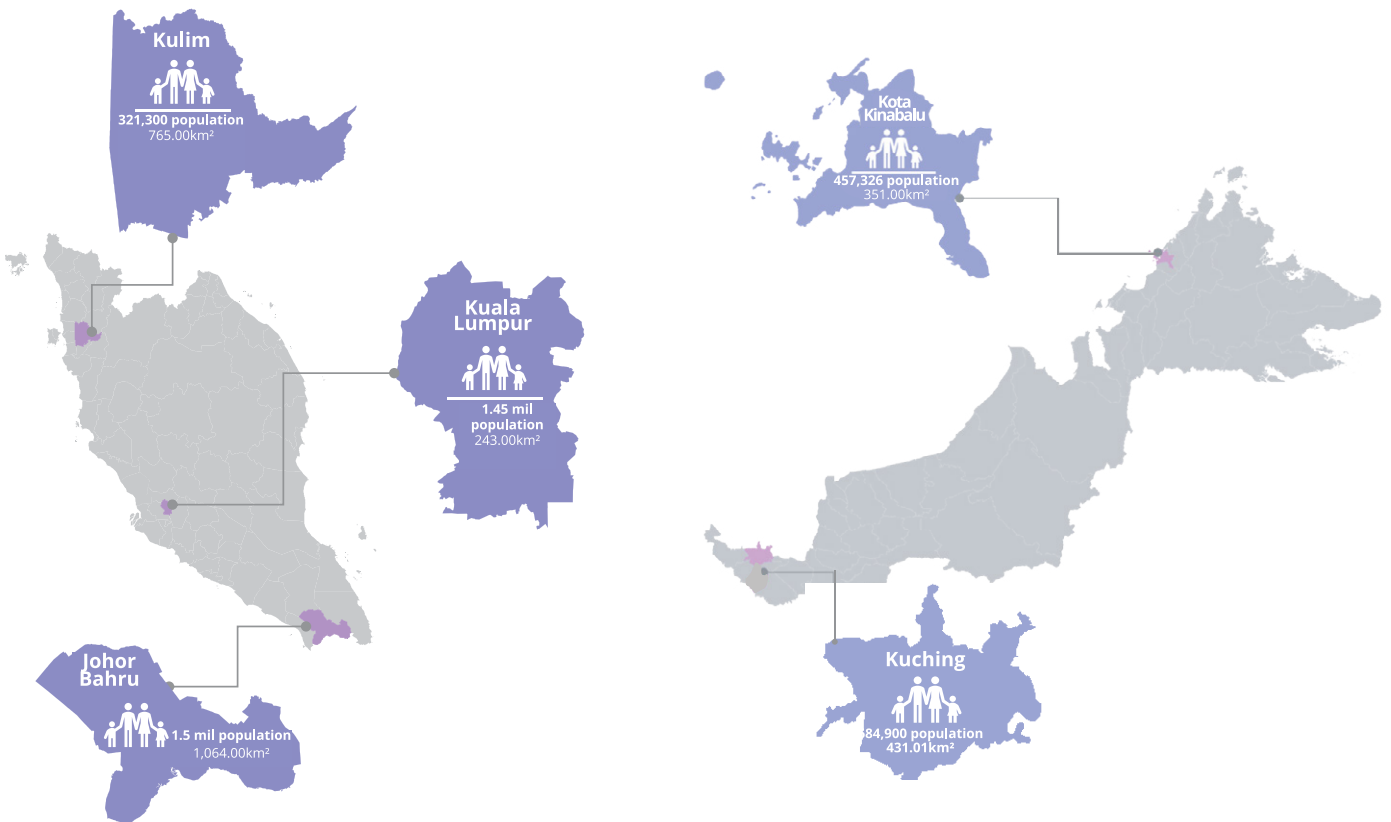 Kulim
321,300 population
765.00km²
Kota
Kinabalu
457,326 population
351.00km²
Kuala
Lumpur
1.45 mil
population
243.00km²
Johor
Bahru
1.5 mil population
1,064.00km²
Kuching
population
431.01km²